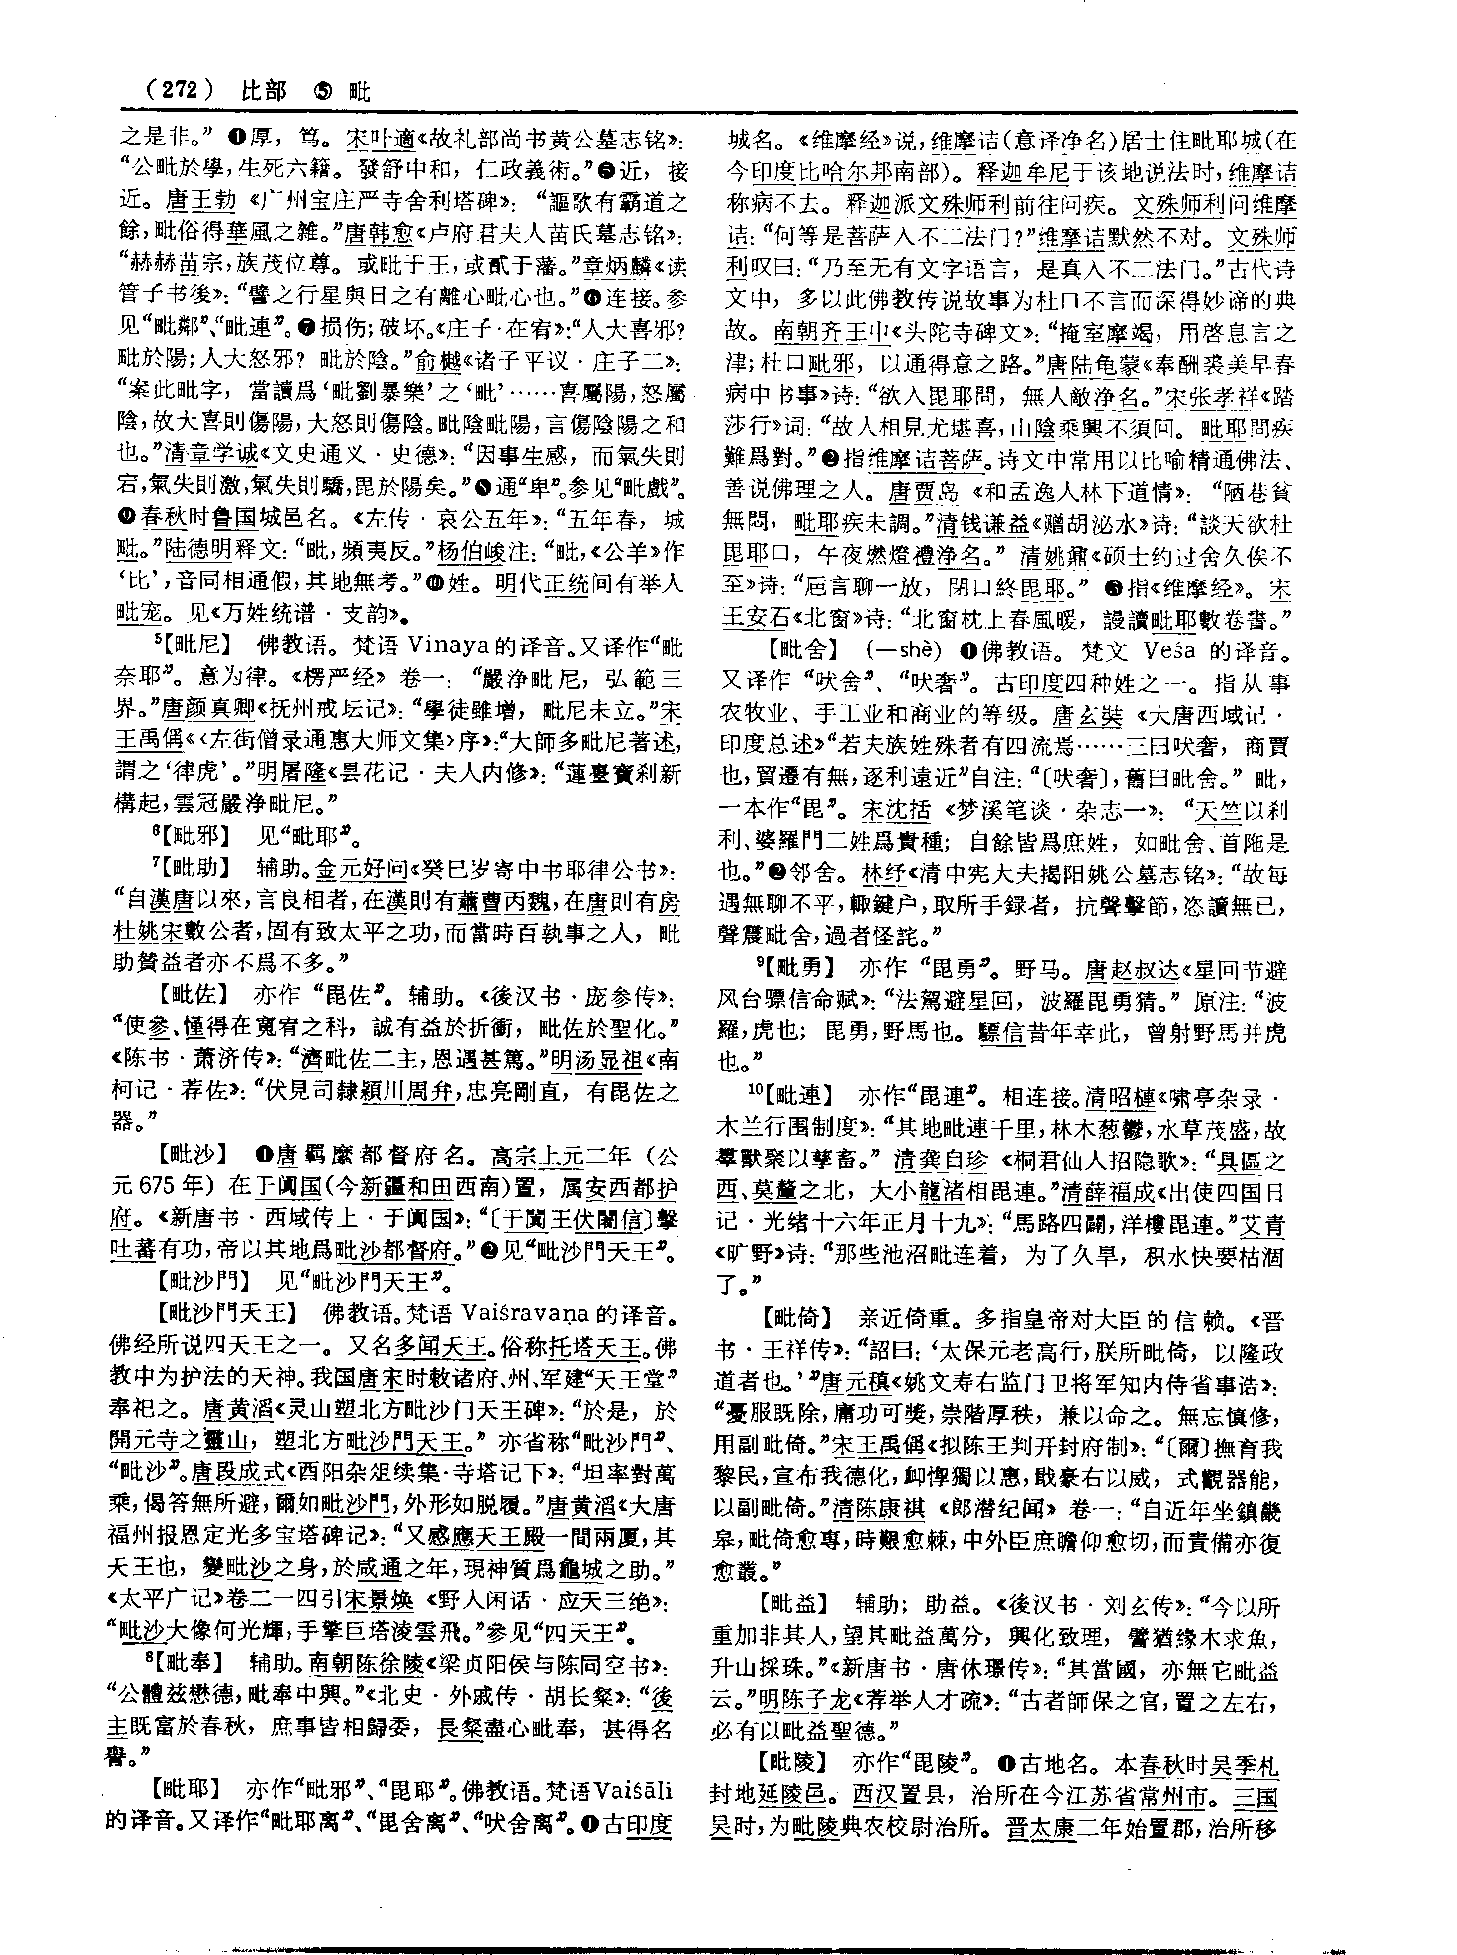 （272） 比部 ⑤ 毗
之是非。”❹厚，笃。宋叶適《故礼部尚书黄公墓志铭》：
“公毗於學，生死六籍。發舒中和，仁政義術。”❺近，接
近。唐王勃《广州宝庄严寺舍利塔碑》：“謳歌有霸道之
餘，毗俗得華風之雜。”唐韩愈《卢府君夫人苗氏墓志铭》：
“赫赫苗宗，族茂位尊。或毗于王，或貳于藩。”章炳麟《读
管子书後》：“譬之行星與日之有離心毗心也。”❻连接。参
见“毗鄰”、“毗連”。❼损伤；破坏。《庄子·在宥》：“人大喜邪？
毗於陽；人大怒邪？毗於陰。”俞樾《诸子平议·庄子二》：
“案此毗字，當讀爲‘毗劉暴樂’之‘毗’……喜屬陽，怒屬
陰，故大喜則傷陽，大怒則傷陰。毗陰毗陽，言傷陰陽之和
也。”清章学诚《文史通义·史德》：“因事生感，而氣失則
宕，氣失則激，氣失則驕，毘於陽矣。”❽通“卑”。参见“毗戲”。
❾春秋时鲁国城邑名。《左传·哀公五年》：“五年春，城
毗。”陆德明释文：“毗，頻夷反。”杨伯峻注：“毗，《公羊》作
‘比’，音同相通假，其地無考。”❿姓。明代正统间有举人
毗宠。见《万姓统谱·支韵》。
5【毗尼】 佛教语。梵语 Vinaya 的译音。又译作“毗
奈耶”。意为律。《楞严经》卷一：“嚴浄毗尼，弘範三
界。”唐颜真卿《抚州戒坛记》：“學徒雖增，毗尼未立。”宋
王禹偁《〈左街僧录通惠大师文集〉序》：“大師多毗尼著述，
謂之‘律虎’。”明屠隆《昙花记·夫人内修》：“蓮臺寶刹新
構起，雲冠嚴浄毗尼。”
6【毗邪】 见“毗耶”。
7【毗助】 辅助。金元好问《癸巳岁寄中书耶律公书》：
“自漢唐以來，言良相者，在漢則有蕭曹丙魏，在唐則有房
杜姚宋數公者，固有致太平之功，而當時百執事之人，毗
助贊益者亦不爲不多。”
【毗佐】 亦作“毘佐”。辅助。《後汉书·庞参传》：
“使參、慬得在寬宥之科，誠有益於折衝，毗佐於聖化。”
《陈书·萧济传》：“濟毗佐二主，恩遇甚篤。”明汤显祖《南
柯记·荐佐》：“伏見司隸潁川周弁，忠亮剛直，有毘佐之
器。”
【毗沙】 ❶唐羁縻都督府名。高宗上元二年（公
元 675 年）在于阗国（今新疆和田西南）置，属安西都护
府。《新唐书·西域传上·于阗国》：“〔于闐王伏闍信〕擊
吐蕃有功，帝以其地爲毗沙都督府。”❷见“毗沙門天王”。
【毗沙門】 见“毗沙門天王”。
【毗沙門天王】 佛教语。梵语 Vaiśravaṇa 的译音。
佛经所说四天王之一。又名多闻天王。俗称托塔天王。佛
教中为护法的天神。我国唐宋时敕诸府、州、军建“天王堂”
奉祀之。唐黄滔《灵山塑北方毗沙门天王碑》：“於是，於
開元寺之靈山，塑北方毗沙門天王。”亦省称“毗沙門”、
“毗沙”。唐段成式《酉阳杂俎续集·寺塔记下》：“坦率對萬
乘，偈答無所避，爾如毗沙門，外形如脱履。”唐黄滔《大唐
福州报恩定光多宝塔碑记》：“又感應天王殿一間兩厦，其
天王也，變毗沙之身，於咸通之年，現神質爲龜城之助。”
《太平广记》卷二一四引宋景焕《野人闲话·应天三绝》：
“毗沙大像何光輝，手擎巨塔淩雲飛。”参见“四天王”。
8【毗奉】 辅助。南朝陈徐陵《梁贞阳侯与陈司空书》：
“公體兹懋德，毗奉中興。”《北史·外戚传·胡长粲》：“後
主既富於春秋，庶事皆相歸委，長粲盡心毗奉，甚得名
譽。”
【毗耶】 亦作“毗邪”、“毘耶”。佛教语。梵语 Vaiśālī
的译音。又译作“毗耶离”、“毘舍离”、“吠舍离”。❶古印度
城名。《维摩经》说，维摩诘（意译净名）居士住毗耶城（在
今印度比哈尔邦南部）。释迦牟尼于该地说法时，维摩诘
称病不去。释迦派文殊师利前往问疾。文殊师利问维摩
诘：“何等是菩萨入不二法门？”维摩诘默然不对。文殊师
利叹曰：“乃至无有文字语言，是真入不二法门。”古代诗
文中，多以此佛教传说故事为杜口不言而深得妙谛的典
故。南朝齐王屮《头陀寺碑文》：“掩室摩竭，用啓息言之
津；杜口毗邪，以通得意之路。”唐陆龟蒙《奉酬袭美早春
病中书事》诗：“欲入毘耶問，無人敵浄名。”宋张孝祥《踏
莎行》词：“故人相見尤堪喜，山陰乘興不須回。毗耶問疾
難爲對。”❷指维摩诘菩萨。诗文中常用以比喻精通佛法、
善说佛理之人。唐贾岛《和孟逸人林下道情》：“陋巷貧
無悶，毗耶疾未調。”清钱谦益《赠胡泌水》诗：“談天欲杜
毘耶口，午夜燃燈禮浄名。”清姚鼐《硕士约过舍久俟不
至》诗：“卮言聊一放，閉口終毘耶。”❸指《维摩经》。宋
王安石《北窗》诗：“北窗枕上春風暖，謾讀毗耶數卷書。”
【毗舍】（—shè） ❶佛教语。梵文 Veśa 的译音。
又译作“吠舍”、“吠奢”。古印度四种姓之一。指从事
农牧业、手工业和商业的等级。唐玄奘《大唐西域记·
印度总述》“若夫族姓殊者有四流焉……三曰吠奢，商賈
也，貿遷有無，逐利遠近”自注：“〔吠奢〕，舊曰毗舍。”毗，
一本作“毘”。宋沈括《梦溪笔谈·杂志一》：“天竺以刹
利、婆羅門二姓爲貴種；自餘皆爲庶姓，如毗舍、首陁是
也。”❷邻舍。林纾《清中宪大夫揭阳姚公墓志铭》：“故每
遇無聊不平，輒鍵户，取所手録者，抗聲擊節，恣讀無已，
聲震毗舍，過者怪詫。”
9【毗勇】 亦作“毘勇”。野马。唐赵叔达《星回节避
风台骠信命赋》：“法駕避星回，波羅毘勇猜。”原注：“波
羅，虎也；毘勇，野馬也。驃信昔年幸此，曾射野馬并虎
也。”
10【毗連】 亦作“毘連”。相连接。清昭槤《啸亭杂录·
木兰行围制度》：“其地毗連千里，林木葱鬱，水草茂盛，故
羣獸聚以孳畜。”清龚自珍《桐君仙人招隐歌》：“具區之
西、莫釐之北，大小龍渚相毘連。”清薛福成《出使四国日
记·光绪十六年正月十九》：“馬路四闢，洋樓毘連。”艾青
《旷野》诗：“那些池沼毗连着，为了久旱，积水快要枯涸
了。”
【毗倚】 亲近倚重。多指皇帝对大臣的信赖。《晋
书·王祥传》：“詔曰：‘太保元老高行，朕所毗倚，以隆政
道者也。’”唐元稹《姚文寿右监门卫将军知内侍省事诰》：
“憂服既除，庸功可獎，崇階厚秩，兼以命之。無忘慎修，
用副毗倚。”宋王禹偁《拟陈王判开封府制》：“〔爾〕撫育我
黎民，宣布我德化，卹惸獨以惠，戢豪右以威，式觀器能，
以副毗倚。”清陈康祺《郎潜纪闻》卷一：“自近年坐鎮畿
皋，毗倚愈專，時艱愈棘，中外臣庶瞻仰愈切，而責備亦復
愈叢。”
【毗益】 辅助；助益。《後汉书·刘玄传》：“今以所
重加非其人，望其毗益萬分，興化致理，譬猶缘木求魚，
升山採珠。”《新唐书·唐休璟传》：“其當國，亦無它毗益
云。”明陈子龙《荐举人才疏》：“古者師保之官，置之左右，
必有以毗益聖德。”
【毗陵】 亦作“毘陵”。❶古地名。本春秋时吴季札
封地延陵邑。西汉置县，治所在今江苏省常州市。三国
吴时，为毗陵典农校尉治所。晋太康二年始置郡，治所移